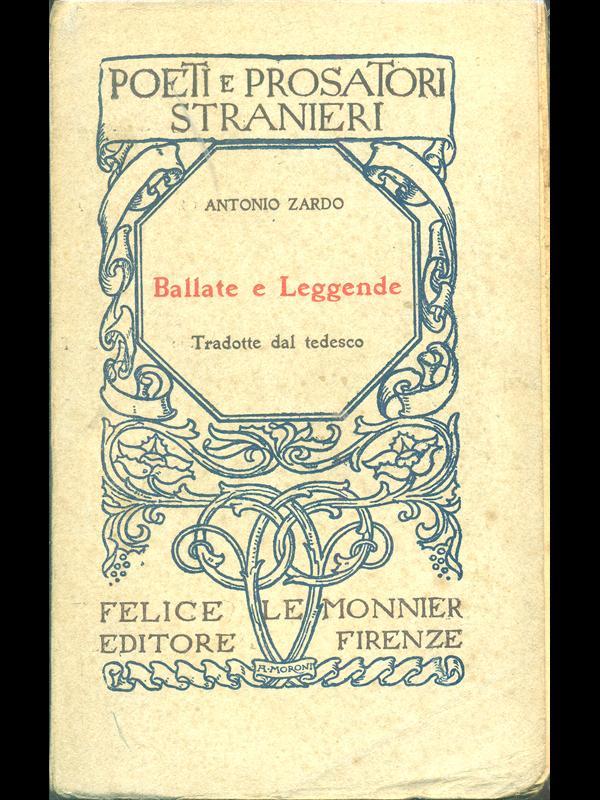 POETI E PROSATORI
STRANIERI
ANTONIO ZARDO
Ballate e Leggende
Tradotte dal tedesco
FELICE LE MONNIER
EDITORE FIRENZE
A·MORONI